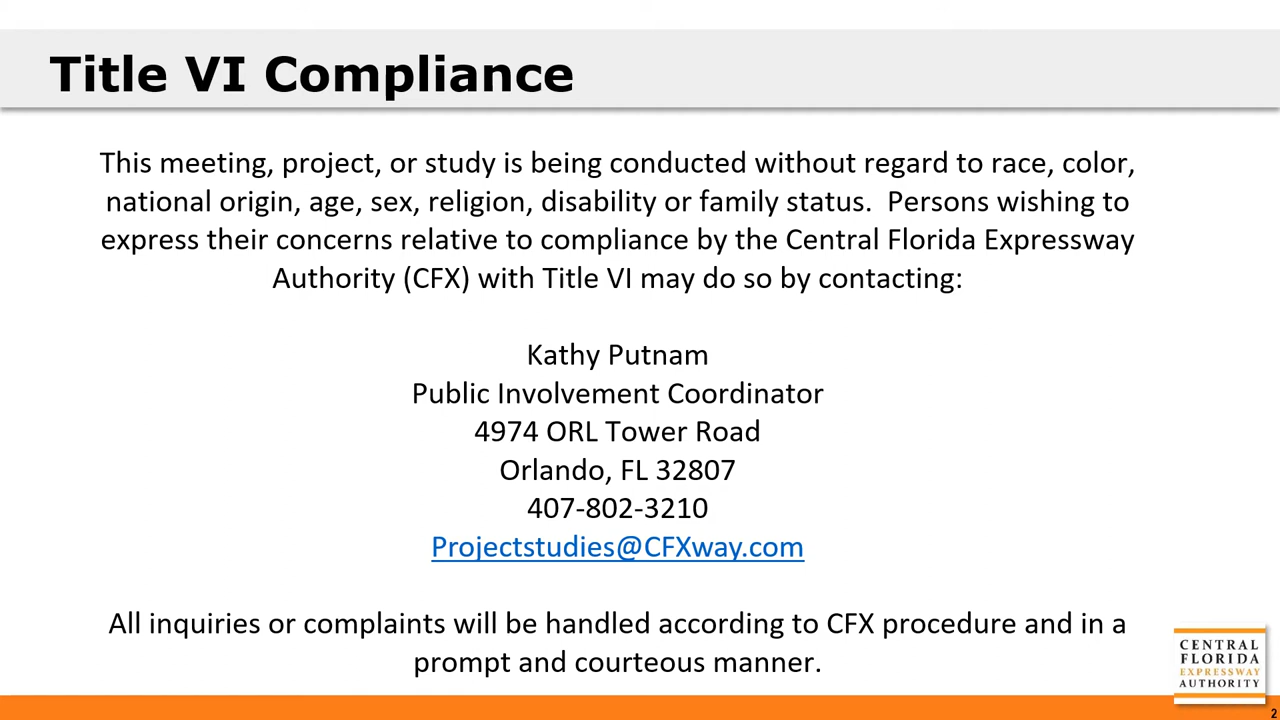 Title VI Compliance
This meeting, project, or study is being conducted without regard to race, color,
national origin, age, sex, religion, disability or family status.  Persons wishing to
express their concerns relative to compliance by the Central Florida Expressway
Authority (CFX) with Title VI may do so by contacting:
Kathy Putnam
Public Involvement Coordinator
4974 ORL Tower Road
Orlando, FL 32807
407-802-3210
Projectstudies@CFXway.com
All inquiries or complaints will be handled according to CFX procedure and in a
prompt and courteous manner.
CENTRAL
FLORIDA
EXPRESSWAY
AUTHORITY
2